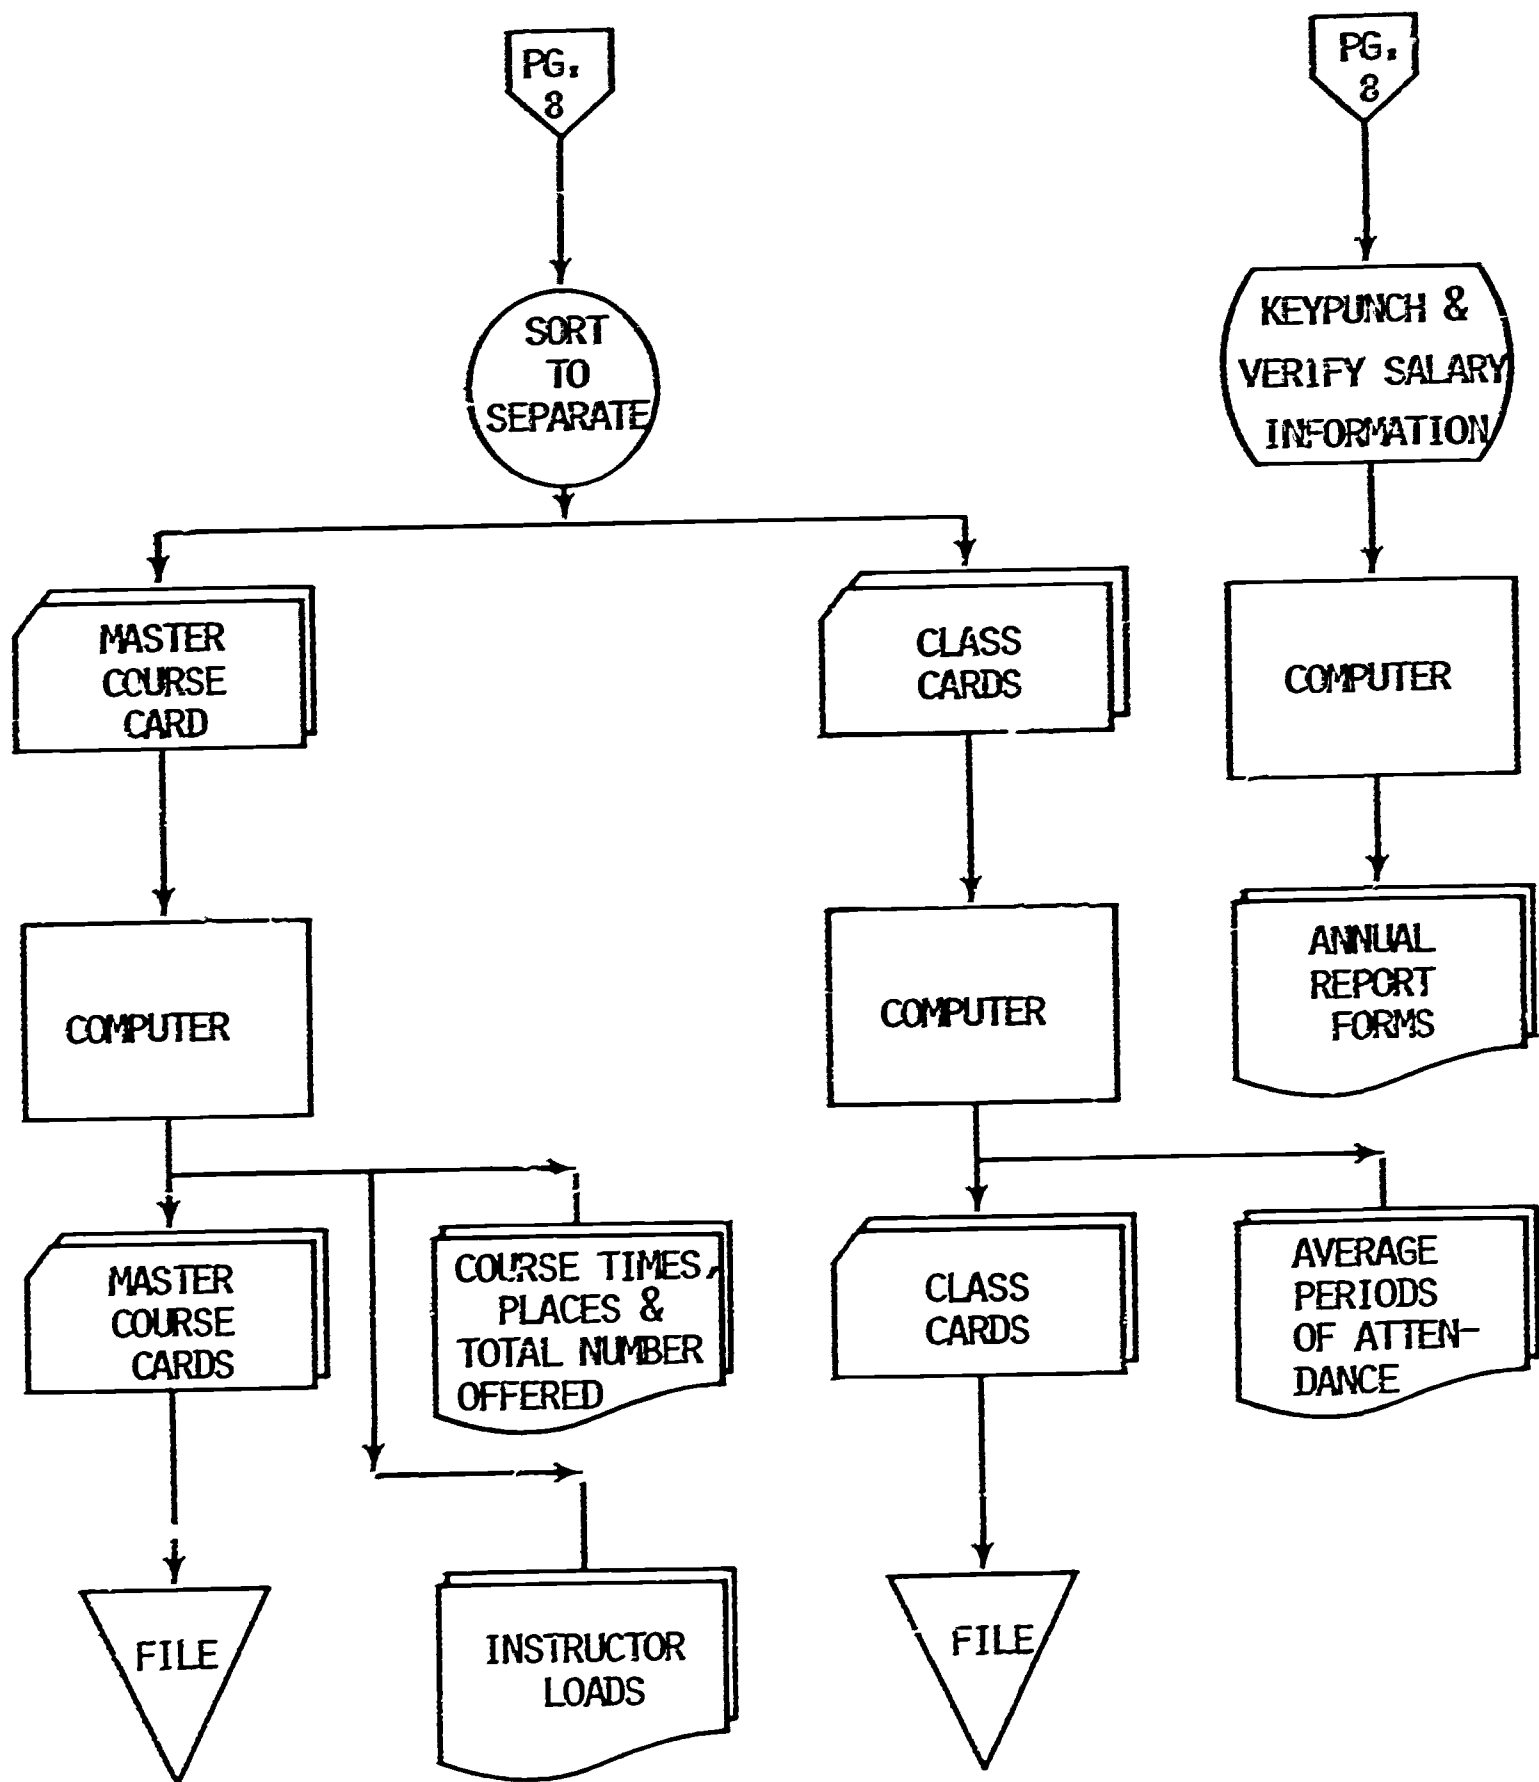 PG.
8
PG.
8
SORT
TO
SEPARATE
KEYPUNCH &
VERIFY SALARY
INFORMATION
MASTER
COURSE
CARD
CLASS
CARDS
COMPUTER
COMPUTER
COMPUTER
ANNUAL
REPORT
FORMS
MASTER
COURSE
CARDS
COURSE TIMES,
PLACES &
TOTAL NUMBER
OFFERED
CLASS
CARDS
AVERAGE
PERIODS
OF ATTEN-
DANCE
FILE
INSTRUCTOR
LOADS
FILE